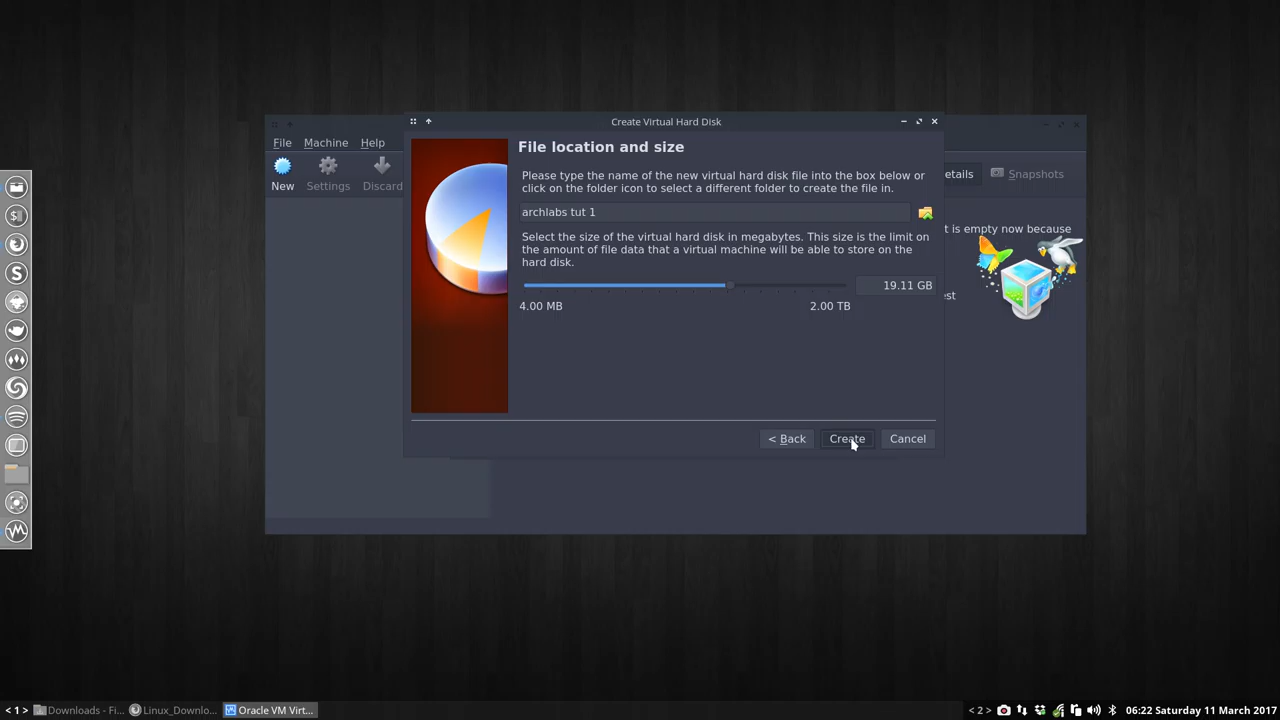 Create Virtual Hard Disk
File Machine Help
New Settings Discard
etails Snapshots
File location and size
Please type the name of the new virtual hard disk file into the box below or
click on the folder icon to select a different folder to create the file in.
archlabs tut 1
Select the size of the virtual hard disk in megabytes. This size is the limit on
the amount of file data that a virtual machine will be able to store on the
hard disk.
19.11 GB
4.00 MB 2.00 TB
t is empty now because
est
< Back Create Cancel
< 1 > Downloads - Fi... Linux_Downlo... Oracle VM Virt... < 2 > 06:22 Saturday 11 March 2017